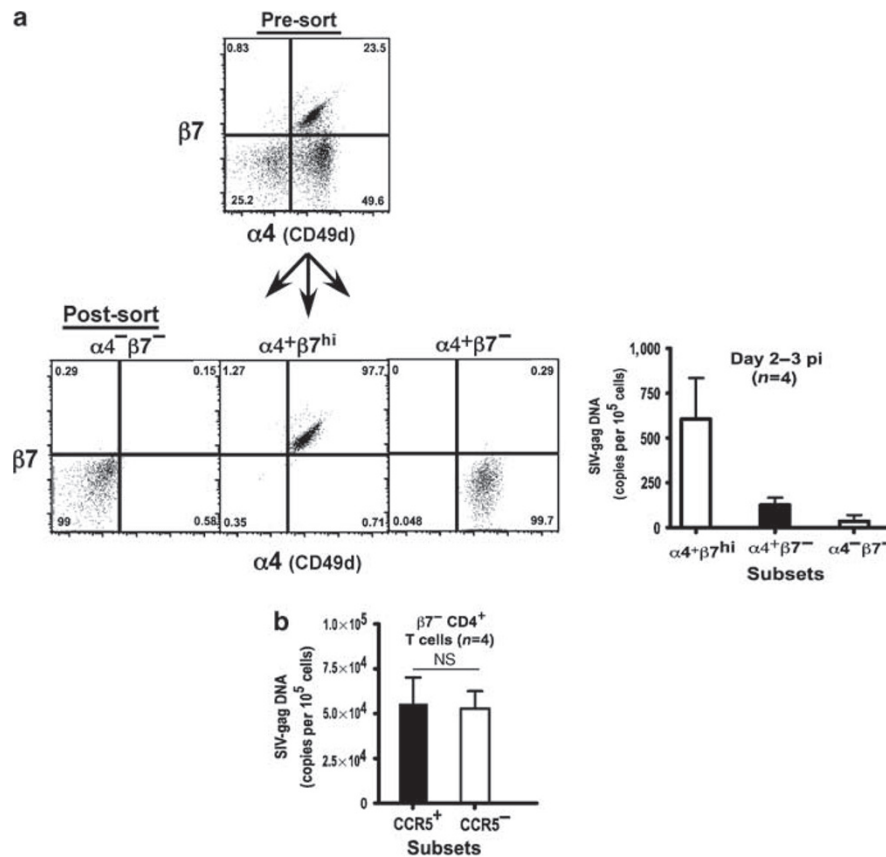 a
Pre-sort
0.83 23.5
β7
25.2 49.6
α4 (CD49d)
Post-sort
α4⁻β7⁻ α4⁺β7ʰⁱ α4⁺β7⁻
0.29 0.15 1.27 97.7 0 0.29
β7
99 0.58 0.35 0.71 0.048 99.7
α4 (CD49d)
Day 2–3 pi
(n=4)
SIV-gag DNA
(copies per 10⁵ cells)
1,000
750
500
250
0
α4⁺β7ʰⁱ α4⁺β7⁻ α4⁻β7⁻
Subsets
b
β7⁻ CD4⁺
T cells (n=4)
NS
SIV-gag DNA
(copies per 10⁵ cells)
1.0×10⁵
7.5×10⁴
5.0×10⁴
2.5×10⁴
0
CCR5⁺ CCR5⁻
Subsets